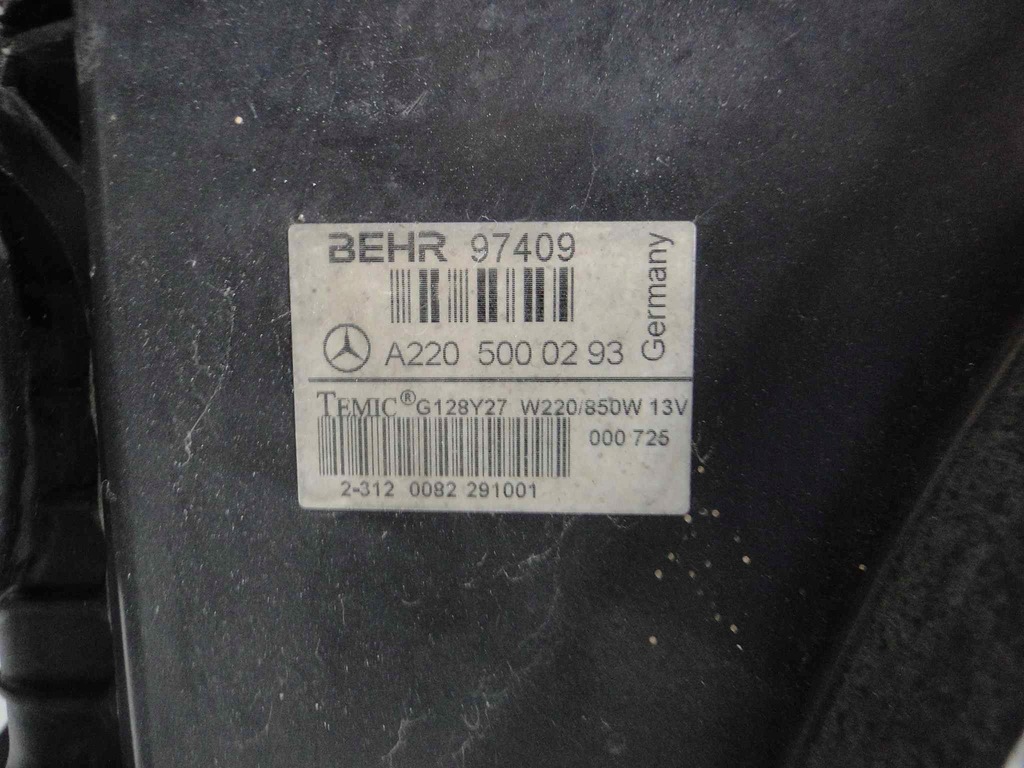 BEHR 97409
Germany
A220 500 02 93
TEMIC® G128Y27 W220/850W 13V
000 725
2-312 0082 291001